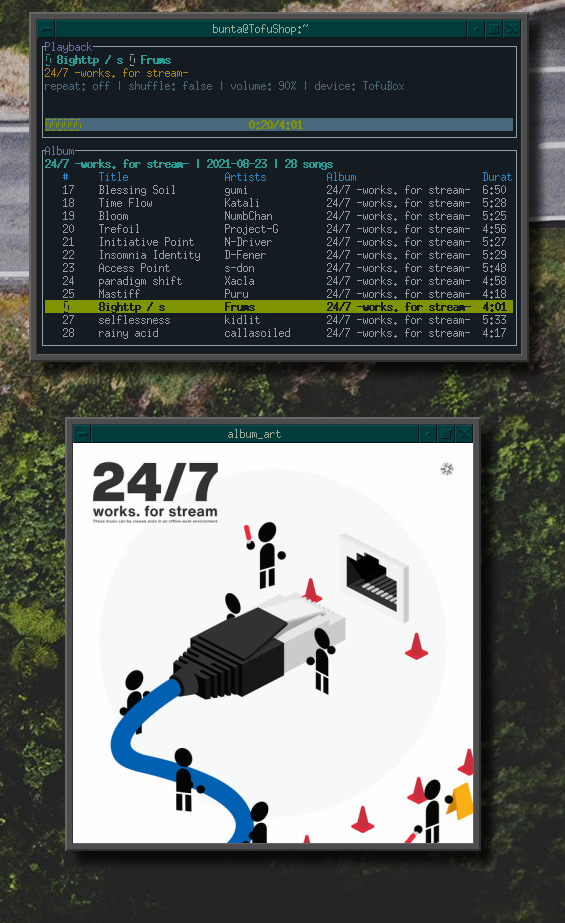 bunta@TofuShop:~
Playback
8ighttp / s Frums
24/7 -works. for stream-
repeat: off | shuffle: false | volume: 90% | device: TofuBox
0:20/4:01
Album
24/7 -works. for stream- | 2021-08-23 | 28 songs
# Title Artists Album Durat
17 Blessing Soil gumi 24/7 -works. for stream- 6:50
18 Time Flow Katali 24/7 -works. for stream- 5:28
19 Bloom NumbChan 24/7 -works. for stream- 5:25
20 Trefoil Project-G 24/7 -works. for stream- 4:56
21 Initiative Point N-Driver 24/7 -works. for stream- 5:27
22 Insomnia Identity D-Fener 24/7 -works. for stream- 5:29
23 Access Point s-don 24/7 -works. for stream- 5:48
24 paradigm shift Xacla 24/7 -works. for stream- 4:58
25 Mastiff Puru 24/7 -works. for stream- 4:18
8ighttp / s Frums 24/7 -works. for stream- 4:01
27 selflessness kidlit 24/7 -works. for stream- 5:33
28 rainy acid callasoiled 24/7 -works. for stream- 4:17
album_art
24/7
works. for stream
These music can be viewed even in an offline work environment.